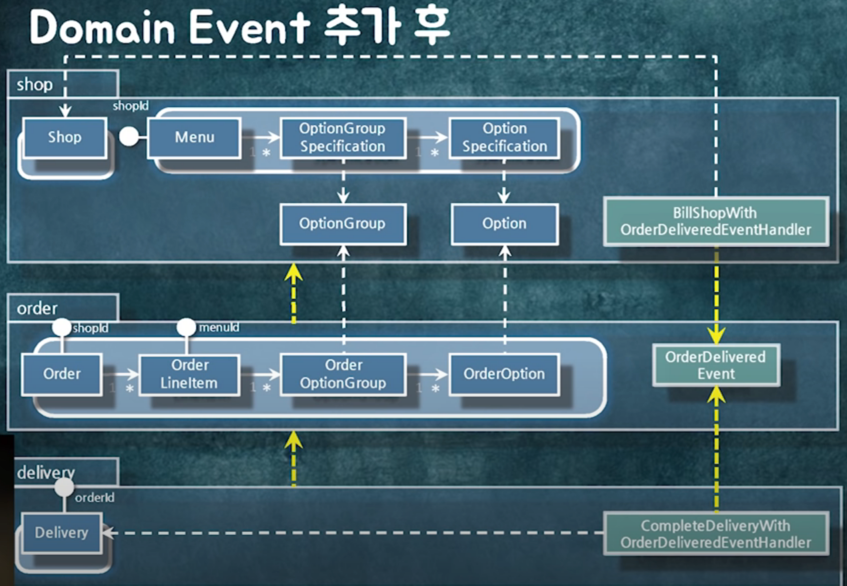 Domain Event 추가 후
shop
shopId
Shop
Menu
OptionGroup
Specification
Option
Specification
1
*
1
*
OptionGroup
Option
BillShopWith
OrderDeliveredEventHandler
order
shopId
menuId
Order
Order
LineItem
Order
OptionGroup
OrderOption
1
*
1
*
1
*
OrderDelivered
Event
delivery
orderId
Delivery
CompleteDeliveryWith
OrderDeliveredEventHandler